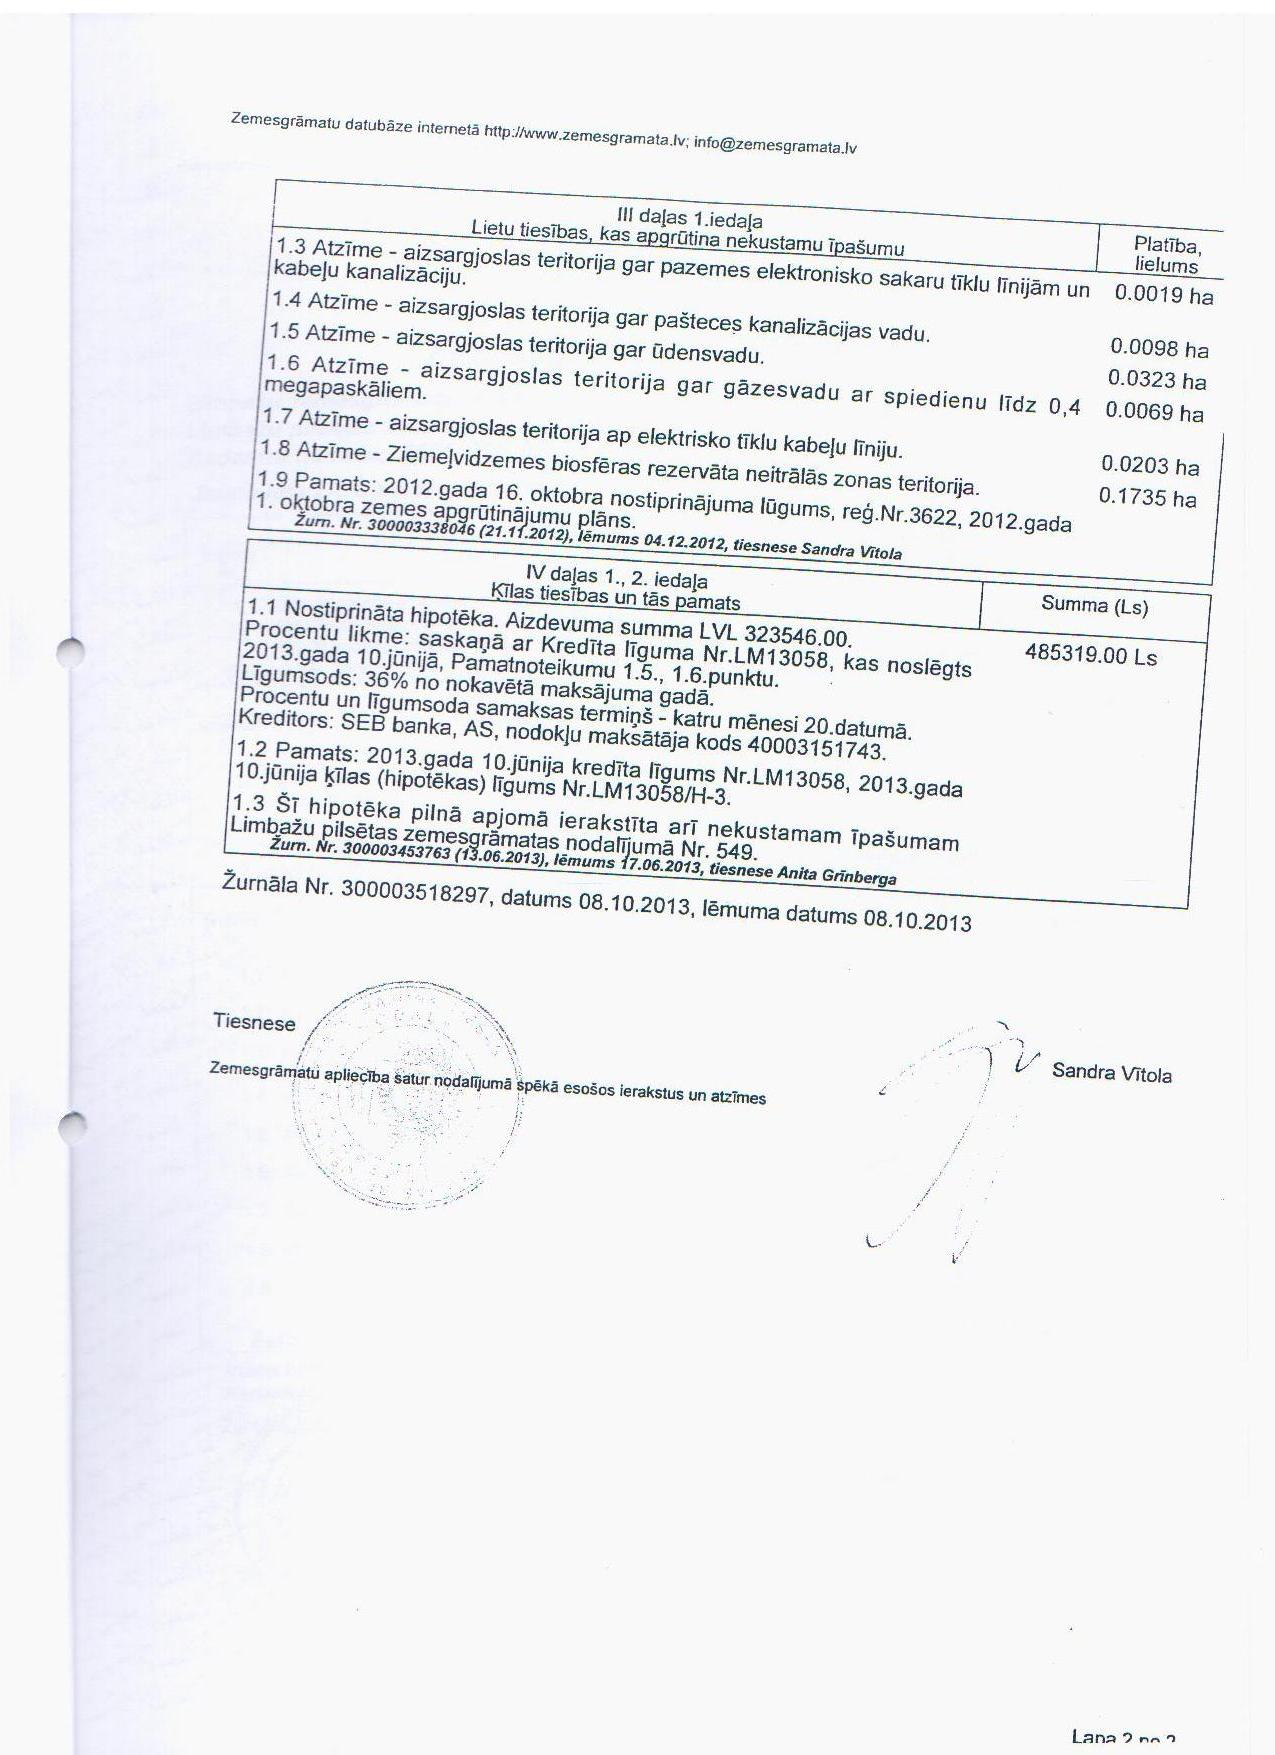 Zemesgrāmatu datubāze internetā http://www.zemesgramata.lv; info@zemesgramata.lv
III daļas 1.iedaļa
Lietu tiesības, kas apgrūtina nekustamu īpašumu
Platība,
lielums
1.3 Atzīme - aizsargjoslas teritorija gar pazemes elektronisko sakaru tīklu līnijām un 0.0019 ha
kabeļu kanalizāciju.
1.4 Atzīme - aizsargjoslas teritorija gar pašteces kanalizācijas vadu. 0.0098 ha
1.5 Atzīme - aizsargjoslas teritorija gar ūdensvadu. 0.0323 ha
1.6 Atzīme - aizsargjoslas teritorija gar gāzesvadu ar spiedienu līdz 0,4 0.0069 ha
megapaskāliem.
1.7 Atzīme - aizsargjoslas teritorija ap elektrisko tīklu kabeļu līniju. 0.0203 ha
1.8 Atzīme - Ziemeļvidzemes biosfēras rezervāta neitrālās zonas teritorija. 0.1735 ha
1.9 Pamats: 2012.gada 16. oktobra nostiprinājuma lūgums, reģ.Nr.3622, 2012.gada
1. oktobra zemes apgrūtinājumu plāns.
Žurn. Nr. 300003338046 (21.11.2012), lēmums 04.12.2012, tiesnese Sandra Vītola
IV daļas 1., 2. iedaļa
Ķīlas tiesības un tās pamats
Summa (Ls)
1.1 Nostiprināta hipotēka. Aizdevuma summa LVL 323546.00. 485319.00 Ls
Procentu likme: saskaņā ar Kredīta līguma Nr.LM13058, kas noslēgts
2013.gada 10.jūnijā, Pamatnoteikumu 1.5., 1.6.punktu.
Līgumsods: 36% no nokavētā maksājuma gadā.
Procentu un līgumsoda samaksas termiņš - katru mēnesi 20.datumā.
Kreditors: SEB banka, AS, nodokļu maksātāja kods 40003151743.
1.2 Pamats: 2013.gada 10.jūnija kredīta līgums Nr.LM13058, 2013.gada
10.jūnija ķīlas (hipotēkas) līgums Nr.LM13058/H-3.
1.3 Šī hipotēka pilnā apjomā ierakstīta arī nekustamam īpašumam
Limbažu pilsētas zemesgrāmatas nodalījumā Nr. 549.
Žurn. Nr. 300003453763 (13.06.2013), lēmums 17.06.2013, tiesnese Anita Grīnberga
Žurnāla Nr. 300003518297, datums 08.10.2013, lēmuma datums 08.10.2013
Tiesnese
Sandra Vītola
Zemesgrāmatu apliecība satur nodalījumā spēkā esošos ierakstus un atzīmes
Lapa 2 no 2